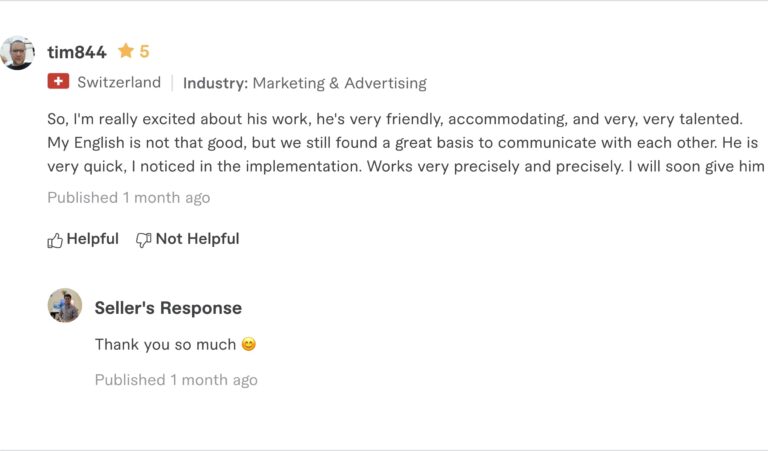 tim844 5
Switzerland Industry: Marketing & Advertising
So, I'm really excited about his work, he's very friendly, accommodating, and very, very talented.
My English is not that good, but we still found a great basis to communicate with each other. He is
very quick, I noticed in the implementation. Works very precisely and precisely. I will soon give him
Published 1 month ago
Helpful Not Helpful
Seller's Response
Thank you so much 😊
Published 1 month ago